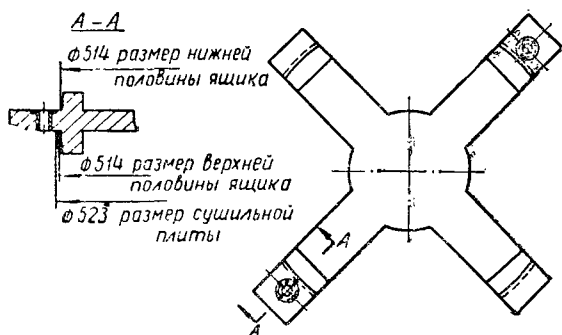 А – А
ф514 размер нижней
половины ящика
ф514 размер верхней
половины ящика
ф523 размер сушильной
плиты
А
А